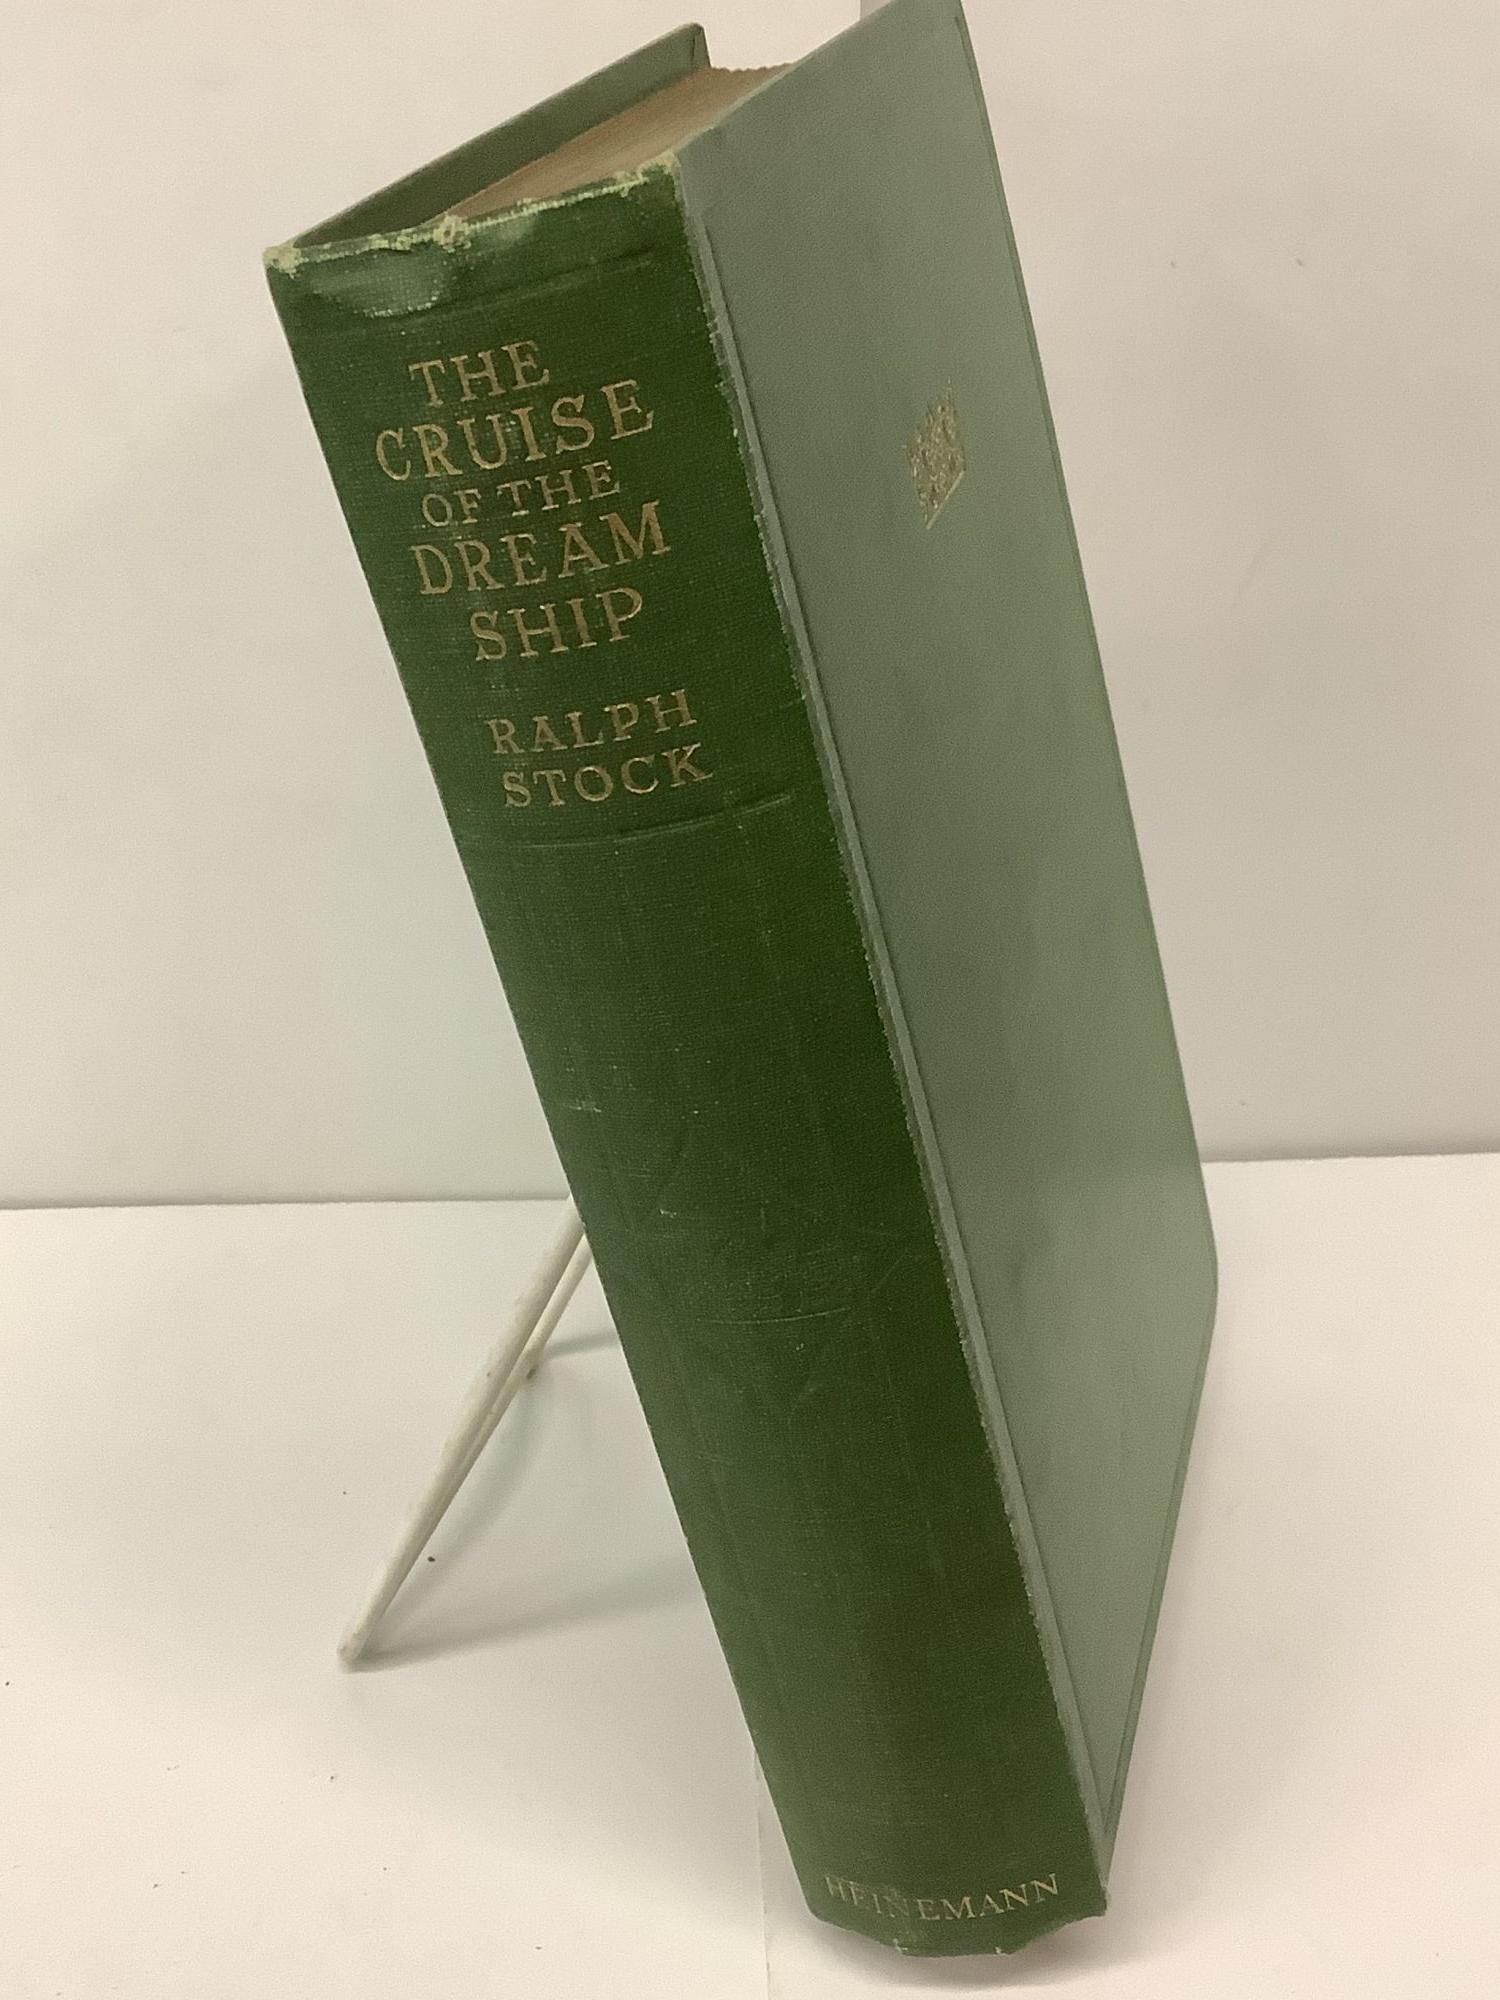 THE
CRUISE
OF THE
DREAM
SHIP
RALPH
STOCK
HEINEMANN